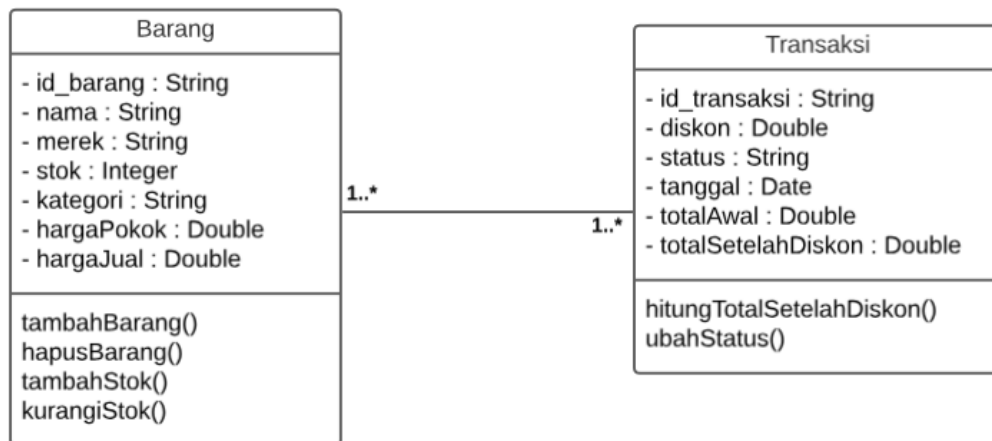 Barang
- id_barang : String
- nama : String
- merek : String
- stok : Integer
- kategori : String
- hargaPokok : Double
- hargaJual : Double
tambahBarang()
hapusBarang()
tambahStok()
kurangiStok()
1..*
1..*
Transaksi
- id_transaksi : String
- diskon : Double
- status : String
- tanggal : Date
- totalAwal : Double
- totalSetelahDiskon : Double
hitungTotalSetelahDiskon()
ubahStatus()